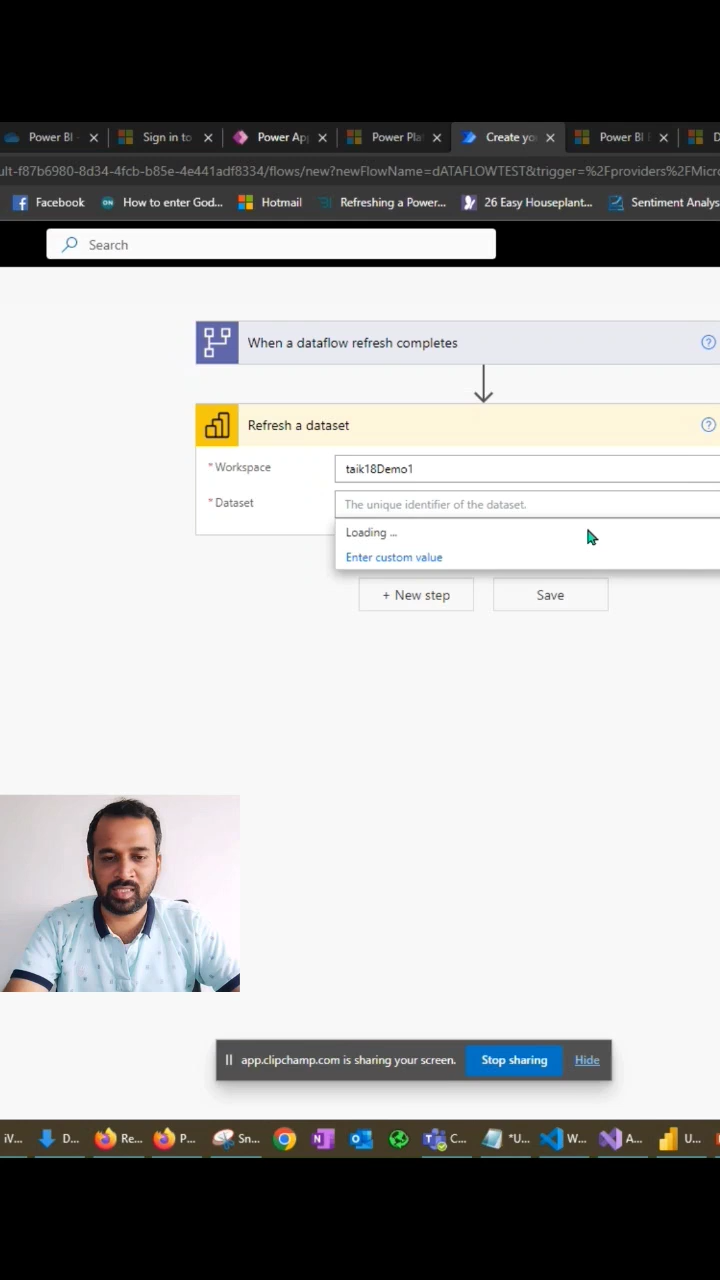 Power BI
Sign in to
Power Ap
Power Pla
Create yo
Power BI
D
ult-f87b6980-8d34-4fcb-b85e-4e441adf8334/flows/new?newFlowName=dATAFLOWTEST&trigger=%2Fproviders%2FMicro
Facebook
How to enter God...
Hotmail
Refreshing a Power...
26 Easy Houseplant...
Sentiment Analys
Search
When a dataflow refresh completes
Refresh a dataset
* Workspace
taik18Demo1
* Dataset
The unique identifier of the dataset.
Loading ...
Enter custom value
+ New step
Save
app.clipchamp.com is sharing your screen.
Stop sharing
Hide
iV...
D...
Re...
P...
Sn...
C...
*U...
W...
A...
U...